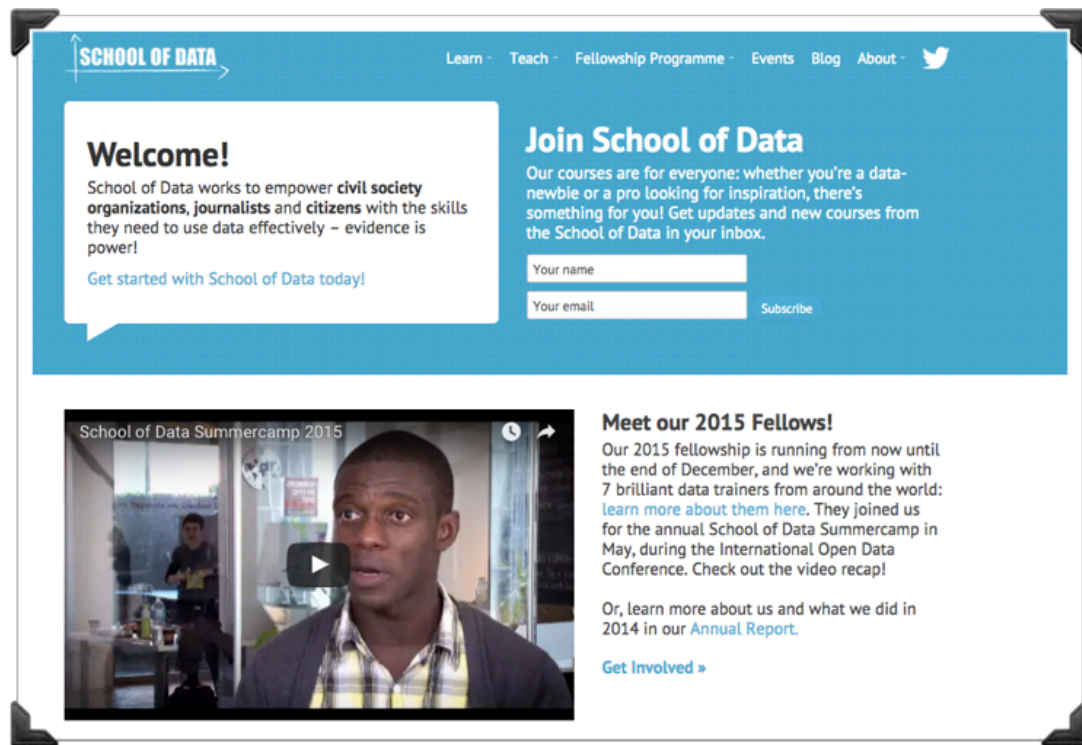 SCHOOL OF DATA
Learn Teach Fellowship Programme Events Blog About
Welcome!
School of Data works to empower civil society
organizations, journalists and citizens with the skills
they need to use data effectively – evidence is
power!
Get started with School of Data today!
Join School of Data
Our courses are for everyone: whether you're a data-
newbie or a pro looking for inspiration, there's
something for you! Get updates and new courses from
the School of Data in your inbox.
Your name
Your email
Subscribe
School of Data Summercamp 2015
Meet our 2015 Fellows!
Our 2015 fellowship is running from now until
the end of December, and we're working with
7 brilliant data trainers from around the world:
learn more about them here. They joined us
for the annual School of Data Summercamp in
May, during the International Open Data
Conference. Check out the video recap!
Or, learn more about us and what we did in
2014 in our Annual Report.
Get Involved »